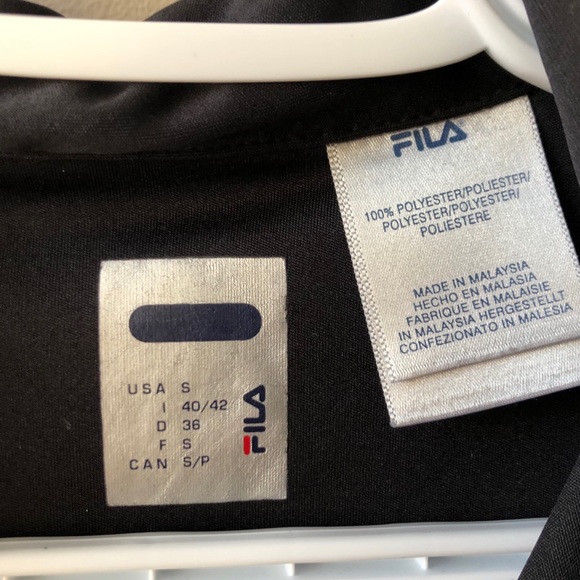 FILA
100% POLYESTER/POLIESTER/
POLYESTER/POLYESTER/
POLIESTERE
MADE IN MALAYSIA
HECHO EN MALASIA
FABRIQUE EN MALAISIE
IN MALAYSIA HERGESTELLT
CONFEZIONATO IN MALESIA
USA S
I 40/42
D 36
F S
CAN S/P
FILA